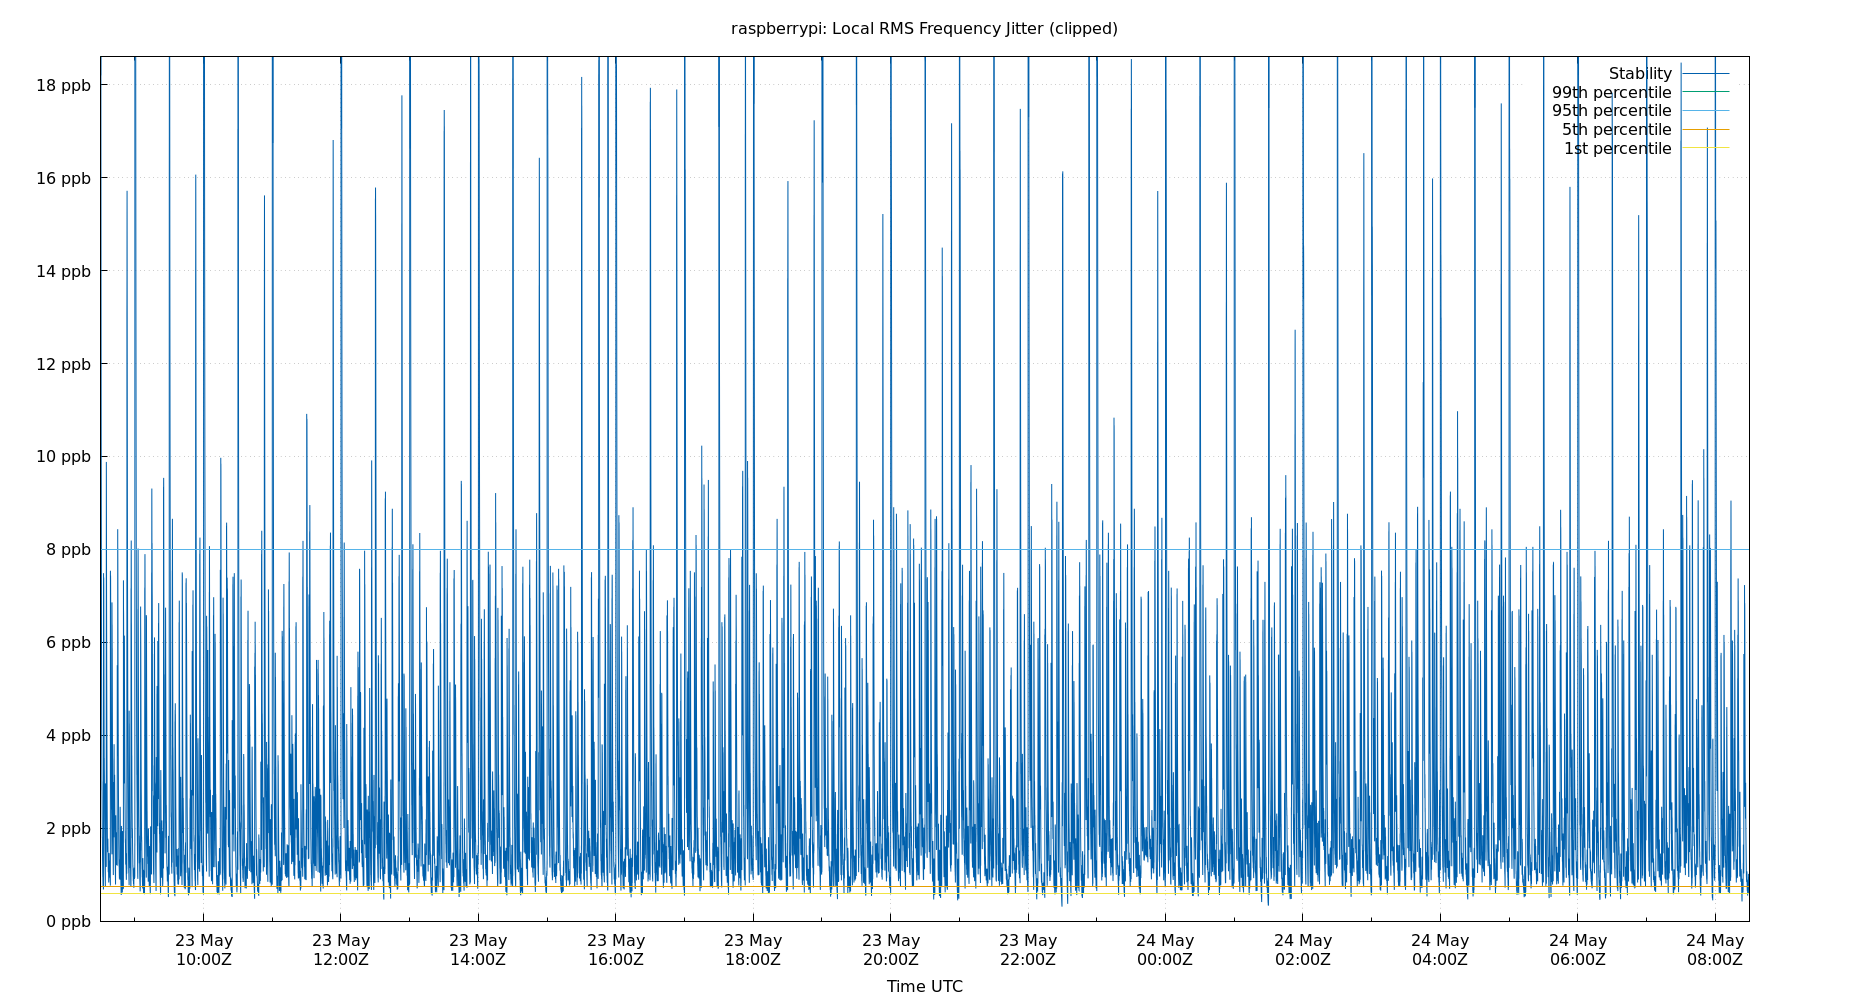 raspberrypi: Local RMS Frequency Jitter (clipped)
18 ppb
16 ppb
14 ppb
12 ppb
10 ppb
8 ppb
6 ppb
4 ppb
2 ppb
0 ppb
Stability
99th percentile
95th percentile
5th percentile
1st percentile
23 May
10:00Z
23 May
12:00Z
23 May
14:00Z
23 May
16:00Z
23 May
18:00Z
23 May
20:00Z
23 May
22:00Z
24 May
00:00Z
24 May
02:00Z
24 May
04:00Z
24 May
06:00Z
24 May
08:00Z
Time UTC